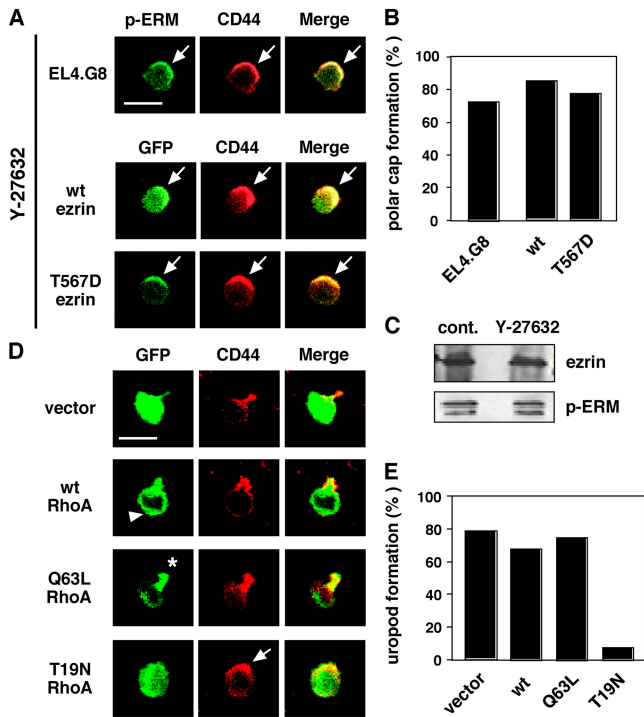 A
p-ERM CD44 Merge
EL4.G8
Y-27632
GFP CD44 Merge
wt
ezrin
T567D
ezrin
B
polar cap formation (%)
100
80
60
40
20
0
EL4.G8
wt
T567D
C
cont. Y-27632
ezrin
p-ERM
D
GFP CD44 Merge
vector
wt
RhoA
Q63L
RhoA
*
T19N
RhoA
E
uropod formation (%)
100
80
60
40
20
0
vector
wt
Q63L
T19N